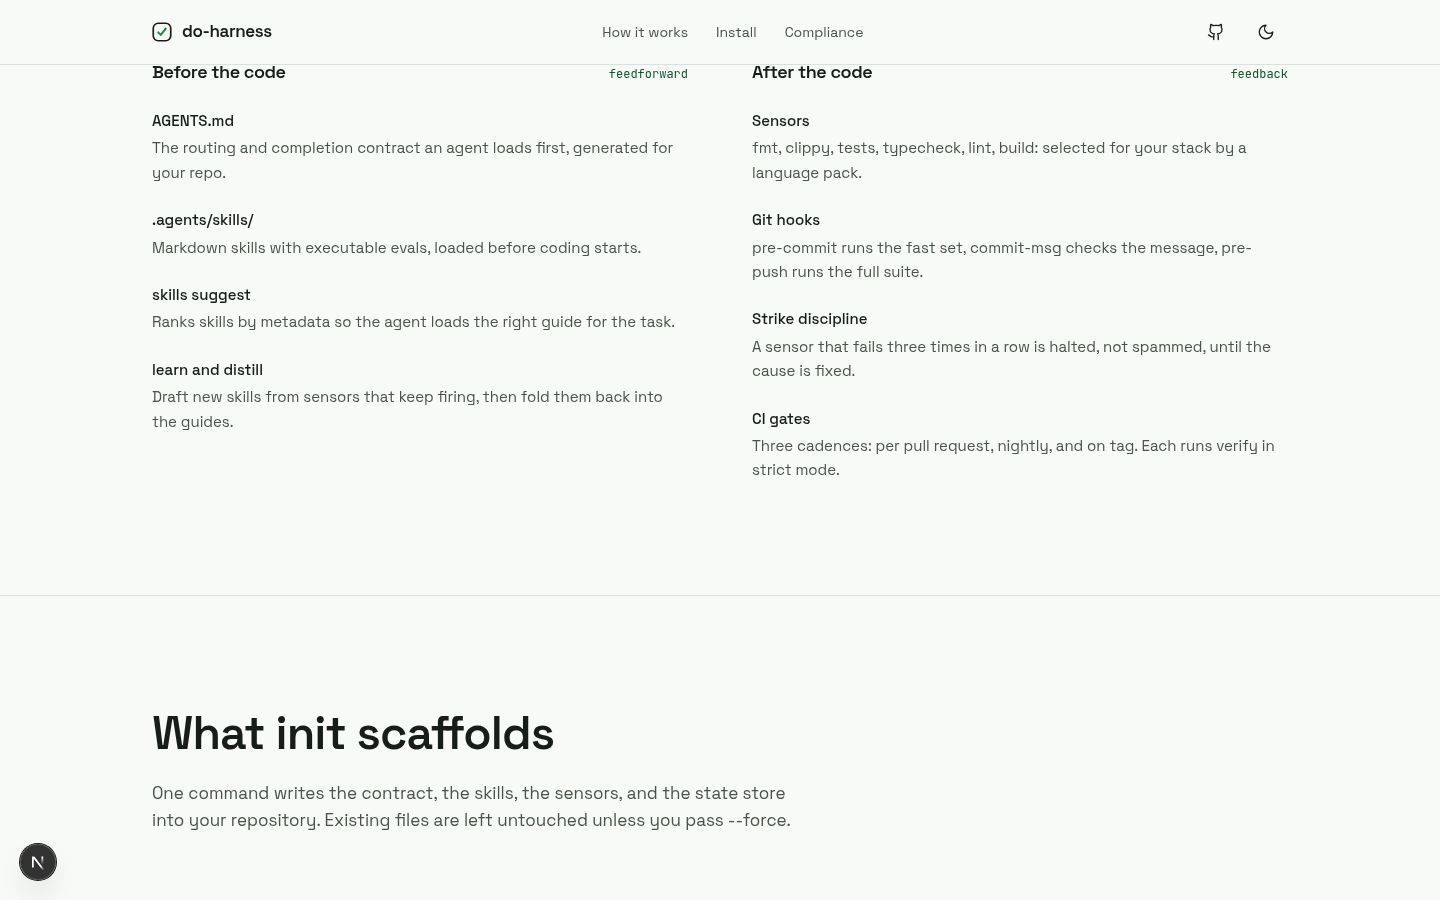 do-harness
How it works
Install
Compliance
Before the code
feedforward
AGENTS.md
The routing and completion contract an agent loads first, generated for
your repo.
.agents/skills/
Markdown skills with executable evals, loaded before coding starts.
skills suggest
Ranks skills by metadata so the agent loads the right guide for the task.
learn and distill
Draft new skills from sensors that keep firing, then fold them back into
the guides.
After the code
feedback
Sensors
fmt, clippy, tests, typecheck, lint, build: selected for your stack by a
language pack.
Git hooks
pre-commit runs the fast set, commit-msg checks the message, pre-
push runs the full suite.
Strike discipline
A sensor that fails three times in a row is halted, not spammed, until the
cause is fixed.
CI gates
Three cadences: per pull request, nightly, and on tag. Each runs verify in
strict mode.
What init scaffolds
One command writes the contract, the skills, the sensors, and the state store
into your repository. Existing files are left untouched unless you pass --force.
N